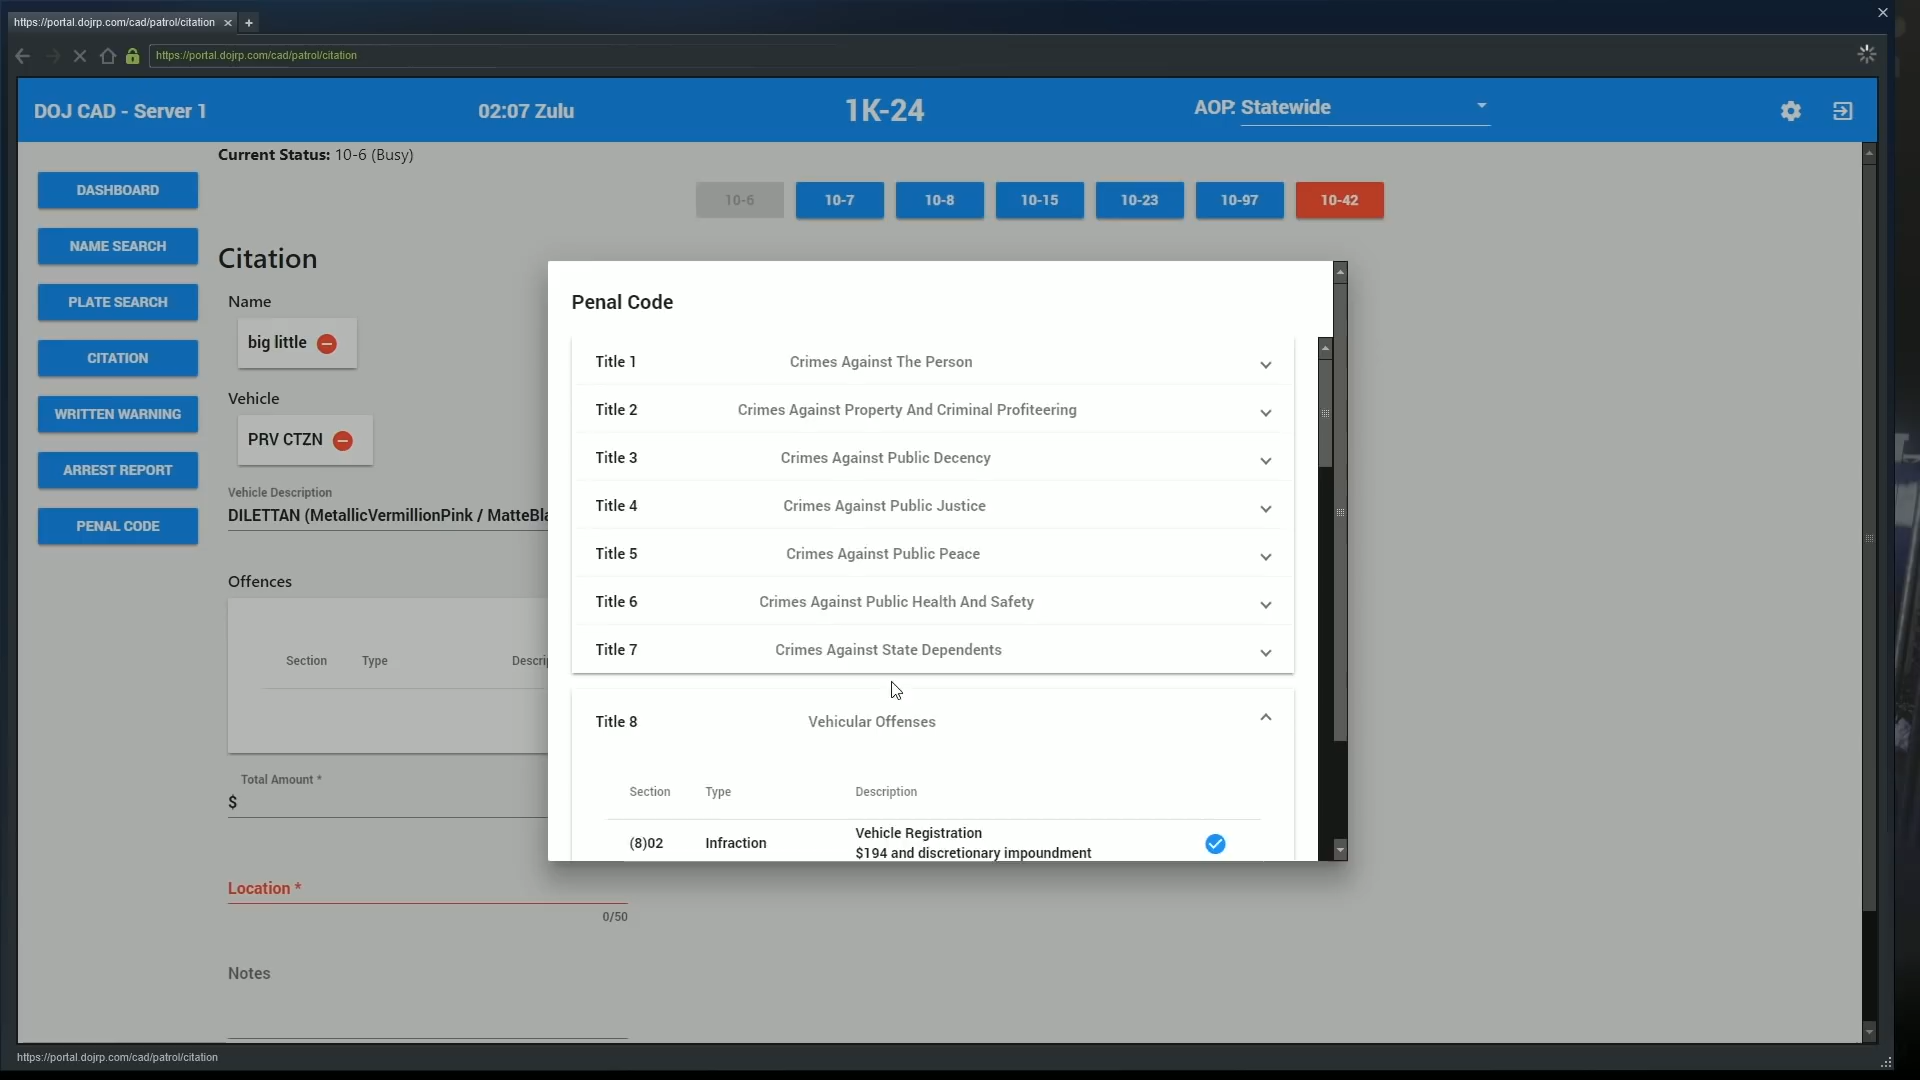 https://portal.dojrp.com/cad/patrol/citation
https://portal.dojrp.com/cad/patrol/citation
DOJ CAD - Server 1
02:07 Zulu
1K-24
AOP: Statewide
Current Status: 10-6 (Busy)
10-6
10-7
10-8
10-15
10-23
10-97
10-42
DASHBOARD
NAME SEARCH
PLATE SEARCH
CITATION
WRITTEN WARNING
ARREST REPORT
PENAL CODE
Citation
Name
big little
Vehicle
PRV CTZN
Vehicle Description
DILETTAN (MetallicVermillionPink / MatteBla
Offences
Section Type Descrip
Total Amount *
$
Location *
0/50
Notes
Penal Code
Title 1 Crimes Against The Person
Title 2 Crimes Against Property And Criminal Profiteering
Title 3 Crimes Against Public Decency
Title 4 Crimes Against Public Justice
Title 5 Crimes Against Public Peace
Title 6 Crimes Against Public Health And Safety
Title 7 Crimes Against State Dependents
Title 8 Vehicular Offenses
Section Type Description
(8)02 Infraction Vehicle Registration
$194 and discretionary impoundment
https://portal.dojrp.com/cad/patrol/citation